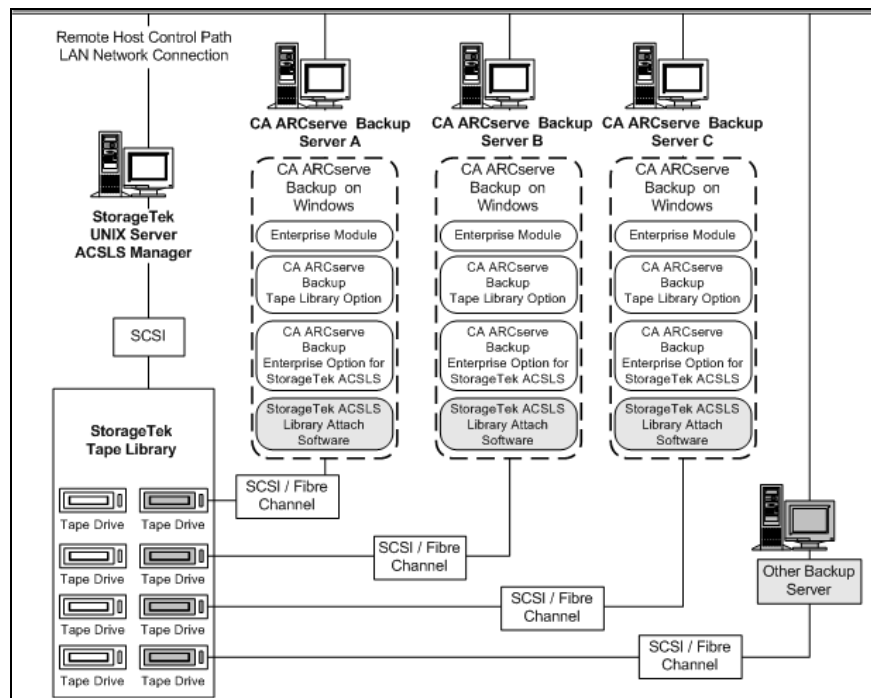 Remote Host Control Path
LAN Network Connection
StorageTek
UNIX Server
ACSLS Manager
SCSI
StorageTek
Tape Library
Tape Drive
Tape Drive
Tape Drive
Tape Drive
Tape Drive
Tape Drive
Tape Drive
Tape Drive
CA ARCserve Backup
Server A
CA ARCserve
Backup on
Windows
Enterprise Module
CA ARCserve
Backup
Tape Library Option
CA ARCserve
Backup
Enterprise Option for
StorageTek ACSLS
StorageTek ACSLS
Library Attach
Software
SCSI / Fibre
Channel
CA ARCserve Backup
Server B
CA ARCserve
Backup on
Windows
Enterprise Module
CA ARCserve
Backup
Tape Library Option
CA ARCserve
Backup
Enterprise Option for
StorageTek ACSLS
StorageTek ACSLS
Library Attach
Software
SCSI / Fibre
Channel
CA ARCserve Backup
Server C
CA ARCserve
Backup on
Windows
Enterprise Module
CA ARCserve
Backup
Tape Library Option
CA ARCserve
Backup
Enterprise Option for
StorageTek ACSLS
StorageTek ACSLS
Library Attach
Software
SCSI / Fibre
Channel
Other Backup
Server
SCSI / Fibre
Channel